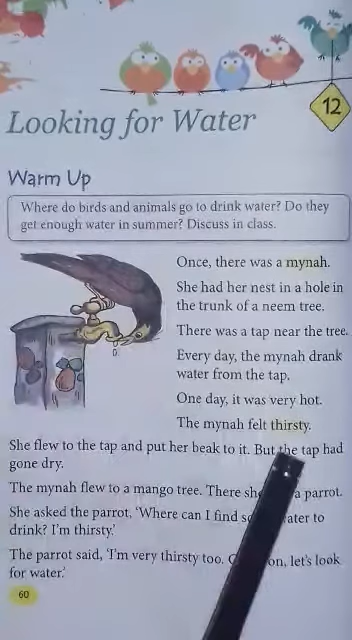 12
Looking for Water
Warm Up
Where do birds and animals go to drink water? Do they
get enough water in summer? Discuss in class.
Once, there was a mynah.
She had her nest in a hole in
the trunk of a neem tree.
There was a tap near the tree.
Every day, the mynah drank
water from the tap.
One day, it was very hot.
The mynah felt thirsty.
She flew to the tap and put her beak to it. But the tap had
gone dry.
The mynah flew to a mango tree. There a parrot.
She asked the parrot. 'Where can I find to
drink? I'm thirsty.'
The parrot said, 'I'm very thirsty too. let's look
for water.'
60